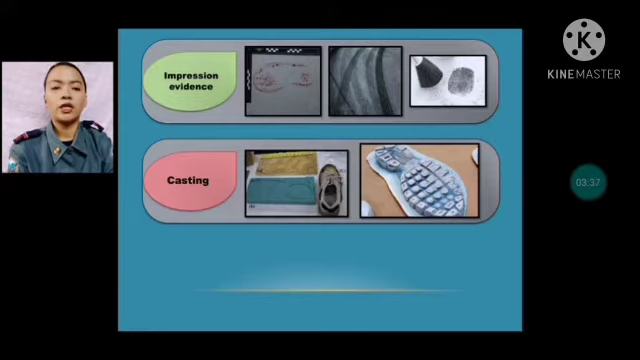 Impression
evidence
KINEMASTER
Casting
03:37